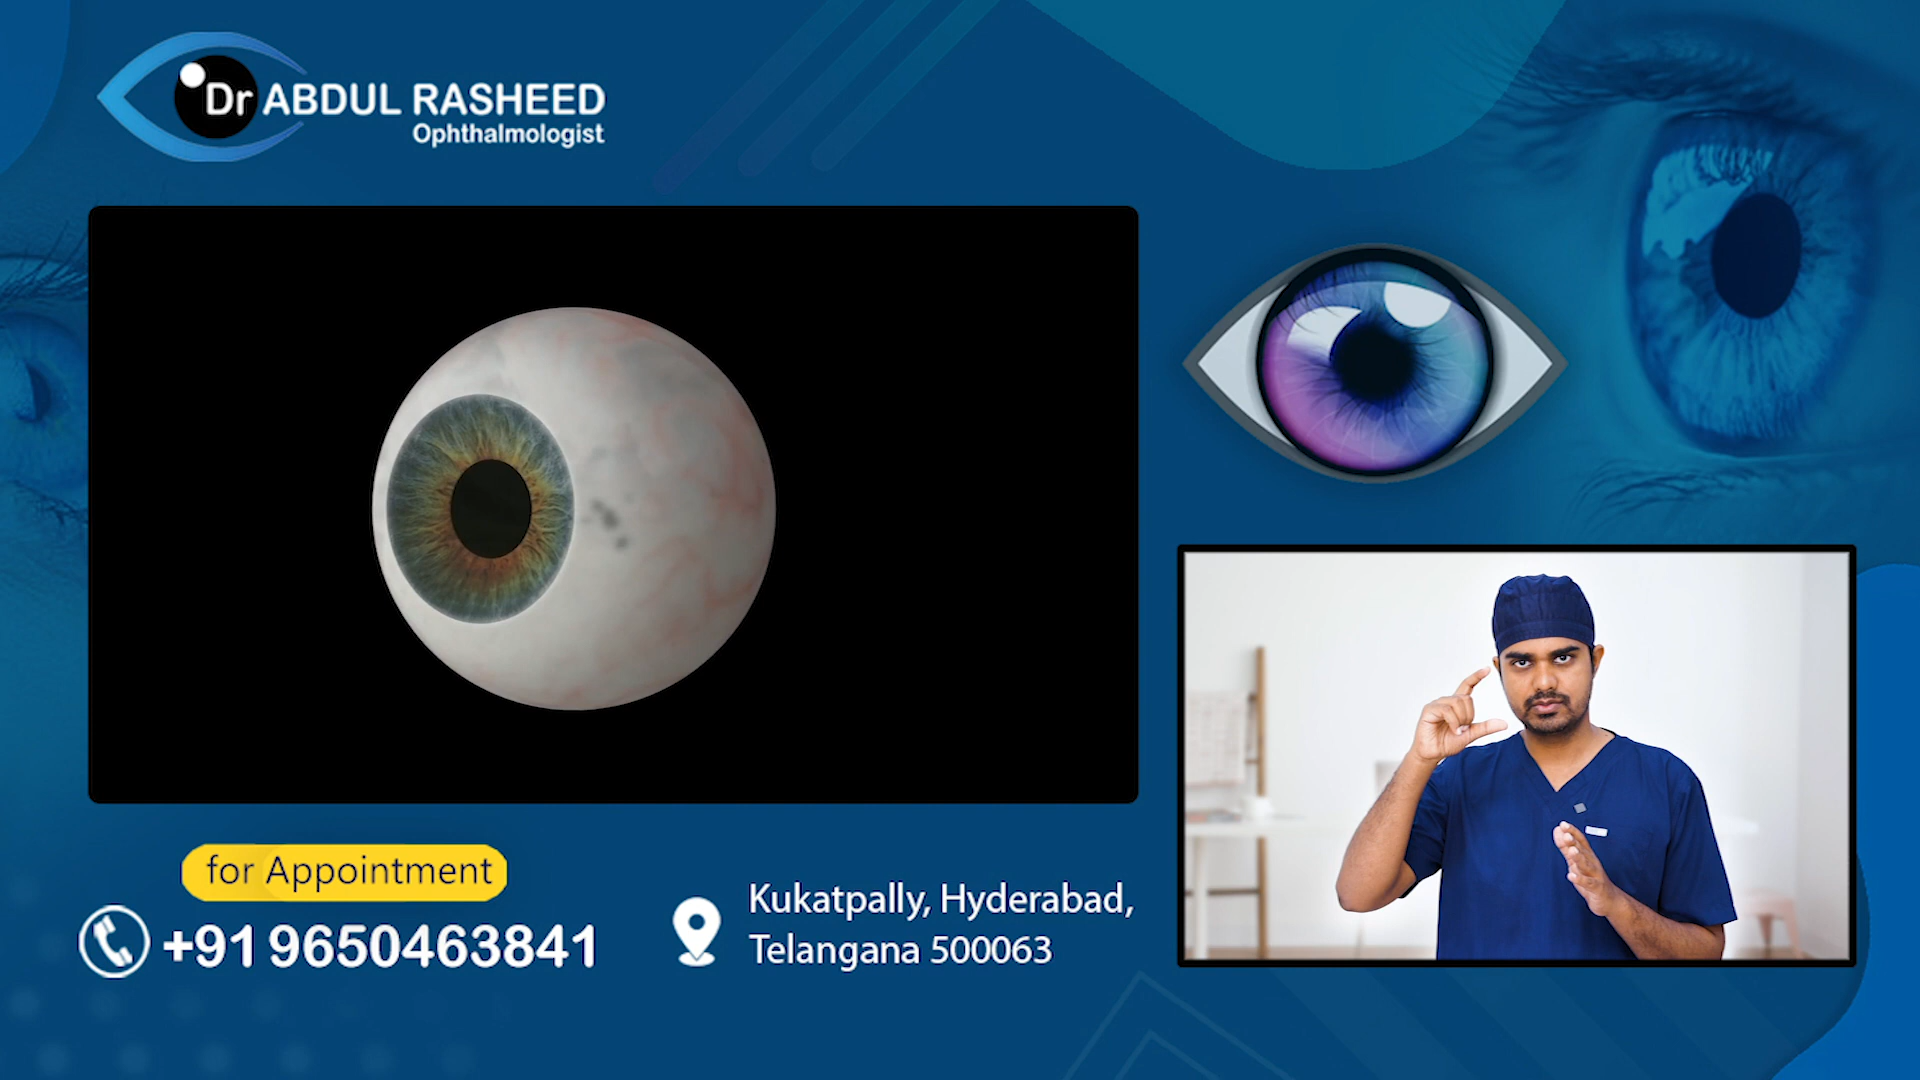 Dr ABDUL RASHEED
Ophthalmologist
for Appointment
+91 9650463841
Kukatpally, Hyderabad,
Telangana 500063